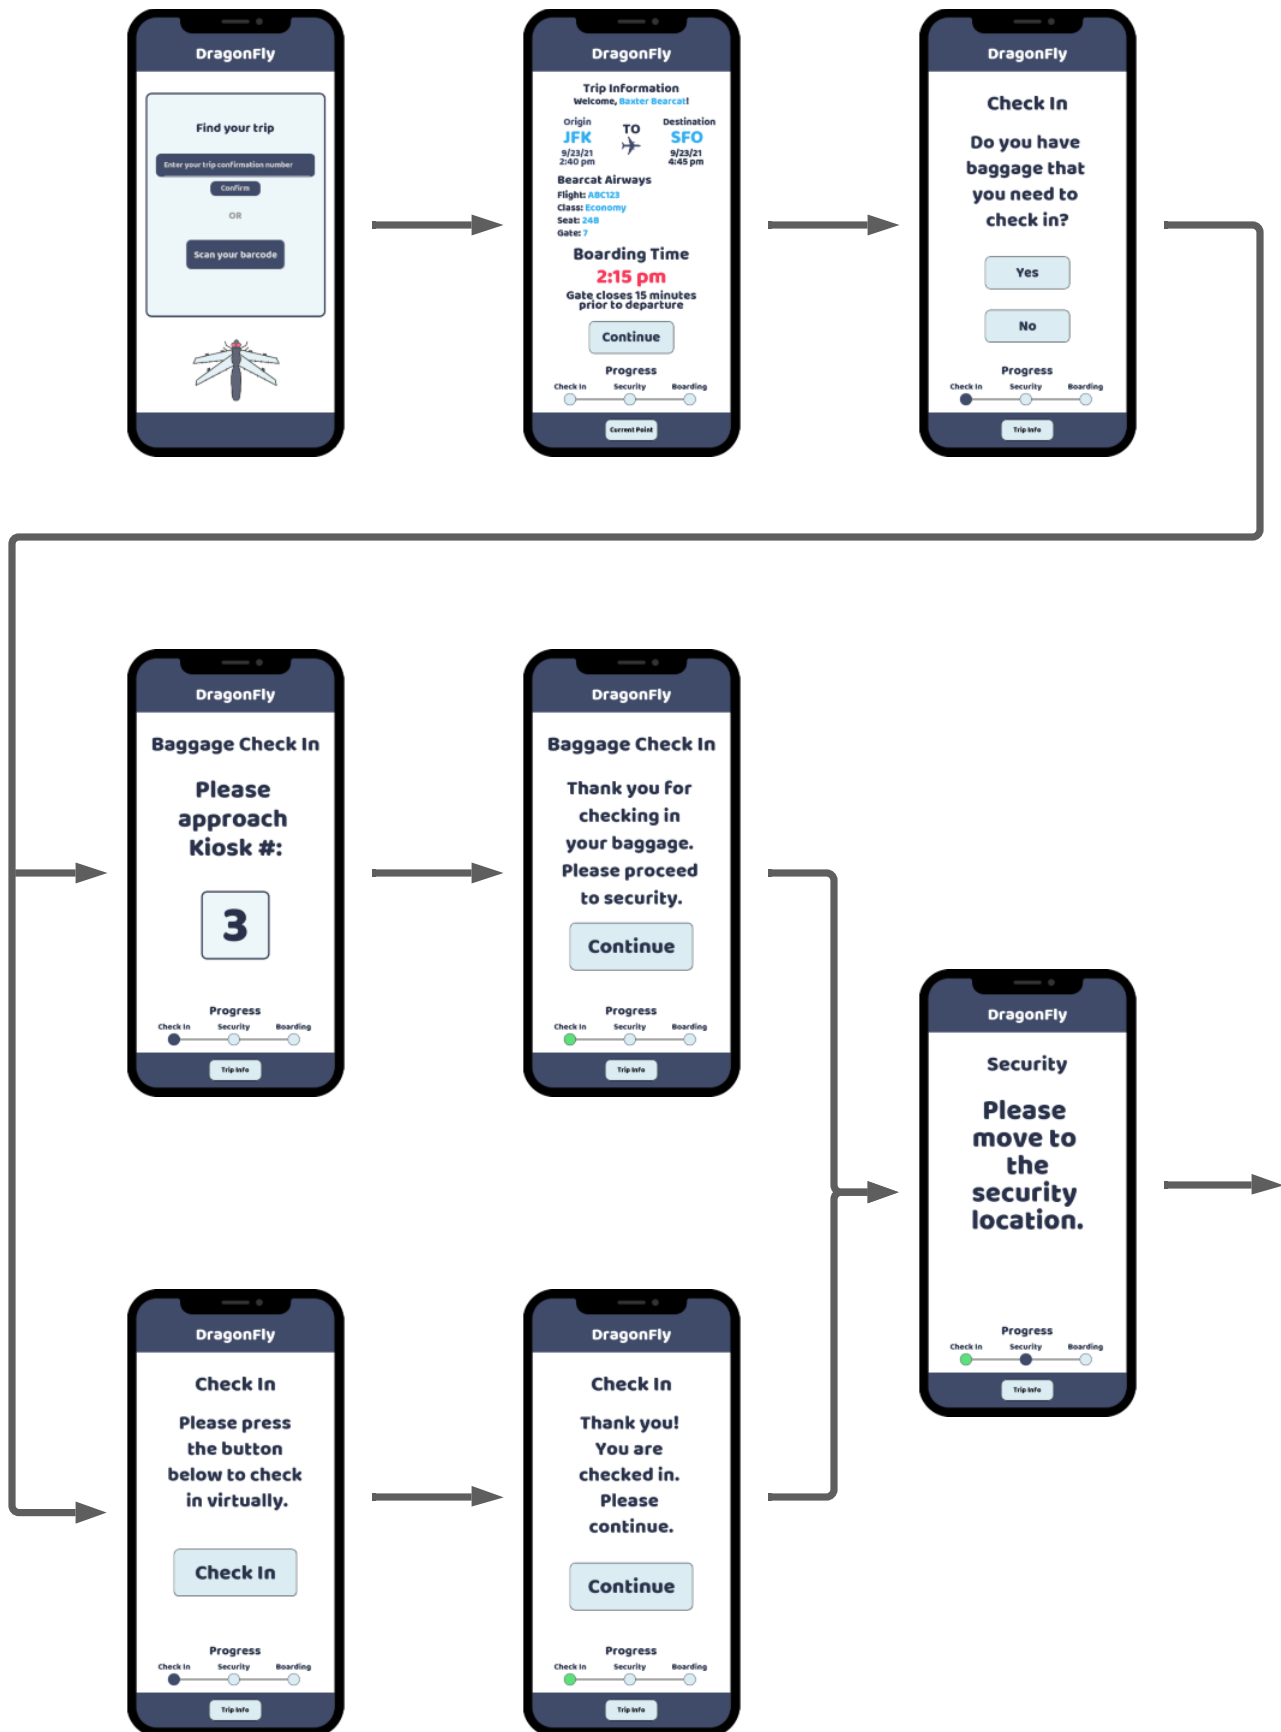 DragonFly
Find your trip
Enter your trip confirmation number
Confirm
OR
Scan your barcode
DragonFly
Trip Information
Welcome, Baxter Bearcat!
Origin
JFK
9/23/21
2:40 pm
TO
Destination
SFO
9/23/21
4:45 pm
Bearcat Airways
Flight: ABC123
Class: Economy
Seat: 24B
Gate: 7
Boarding Time
2:15 pm
Gate closes 15 minutes
prior to departure
Continue
Progress
Check In Security Boarding
Current Point
DragonFly
Check In
Do you have
baggage that
you need to
check in?
Yes
No
Progress
Check In Security Boarding
Trip Info
DragonFly
Baggage Check In
Please
approach
Kiosk #:
3
Progress
Check In Security Boarding
Trip Info
DragonFly
Baggage Check In
Thank you for
checking in
your baggage.
Please proceed
to security.
Continue
Progress
Check In Security Boarding
Trip Info
DragonFly
Security
Please
move to
the
security
location.
Progress
Check In Security Boarding
Trip Info
DragonFly
Check In
Please press
the button
below to check
in virtually.
Check In
Progress
Check In Security Boarding
Trip Info
DragonFly
Check In
Thank you!
You are
checked in.
Please
continue.
Continue
Progress
Check In Security Boarding
Trip Info